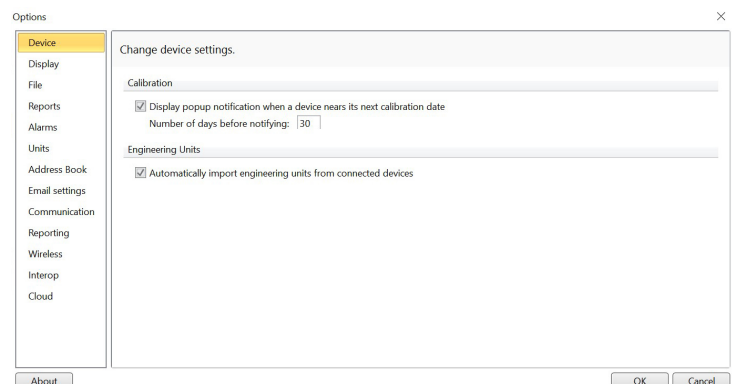 Options
Device
Display
File
Reports
Alarms
Units
Address Book
Email settings
Communication
Reporting
Wireless
Interop
Cloud
Change device settings.
Calibration
Display popup notification when a device nears its next calibration date
Number of days before notifying: 30
Engineering Units
Automatically import engineering units from connected devices
About
OK
Cancel